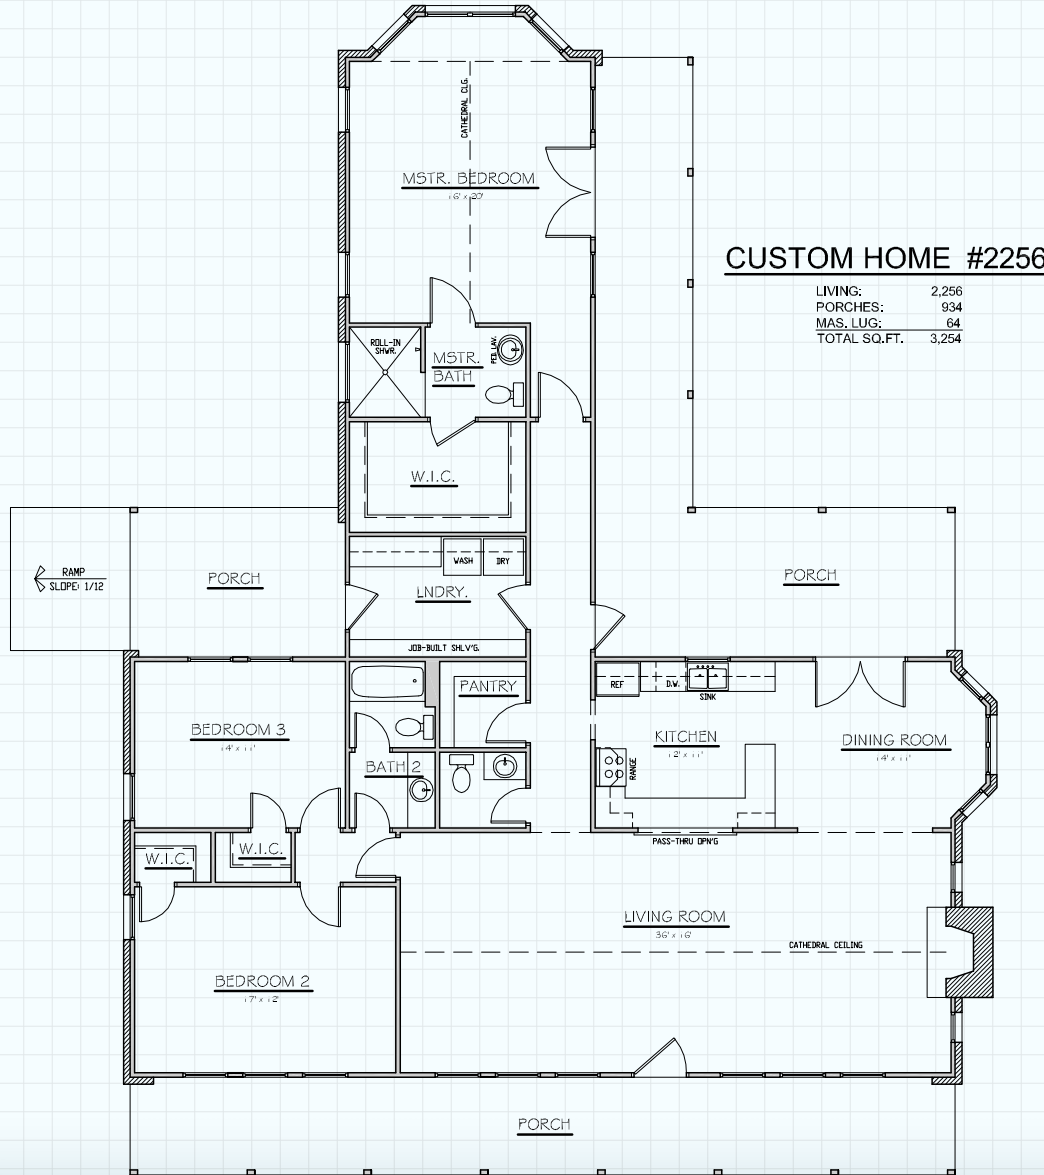 CATHEDRAL CLG.
MSTR. BEDROOM
16' x 20'
CUSTOM HOME #2256
LIVING: 2,256
PORCHES: 934
MAS. LUG: 64
TOTAL SQ.FT. 3,254
ROLL-IN
SHWR.
MSTR.
BATH
PED. LAV.
W.I.C.
WASH
DRY
RAMP
SLOPE: 1/12
PORCH
LNDRY.
PORCH
JOB-BUILT SHLV'G.
PANTRY
REF
D.W.
SINK
BEDROOM 3
14' x 11'
KITCHEN
12' x 11'
DINING ROOM
14' x 11'
BATH 2
RANGE
PASS-THRU OPN'G
W.I.C.
W.I.C.
LIVING ROOM
36' x 16'
CATHEDRAL CEILING
BEDROOM 2
17' x 12'
PORCH